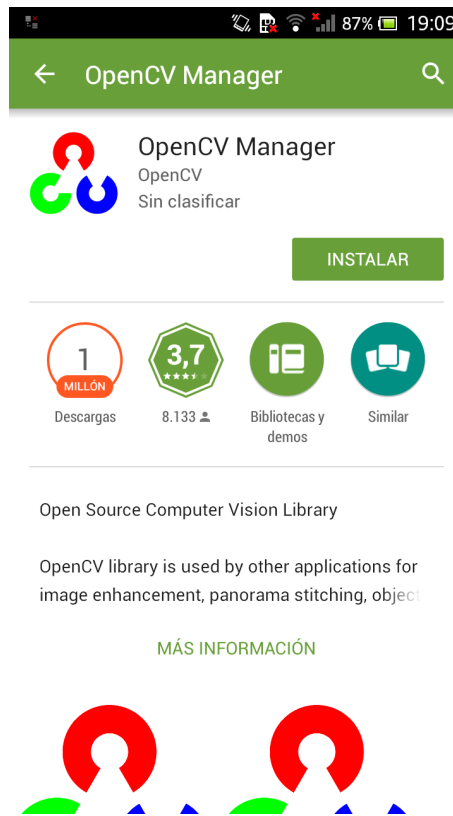 87% 19:09
OpenCV Manager
OpenCV Manager
OpenCV
Sin clasificar
INSTALAR
1
MILLÓN
3,7
Descargas
8.133
Bibliotecas y
demos
Similar
Open Source Computer Vision Library
OpenCV library is used by other applications for
image enhancement, panorama stitching, object
MÁS INFORMACIÓN